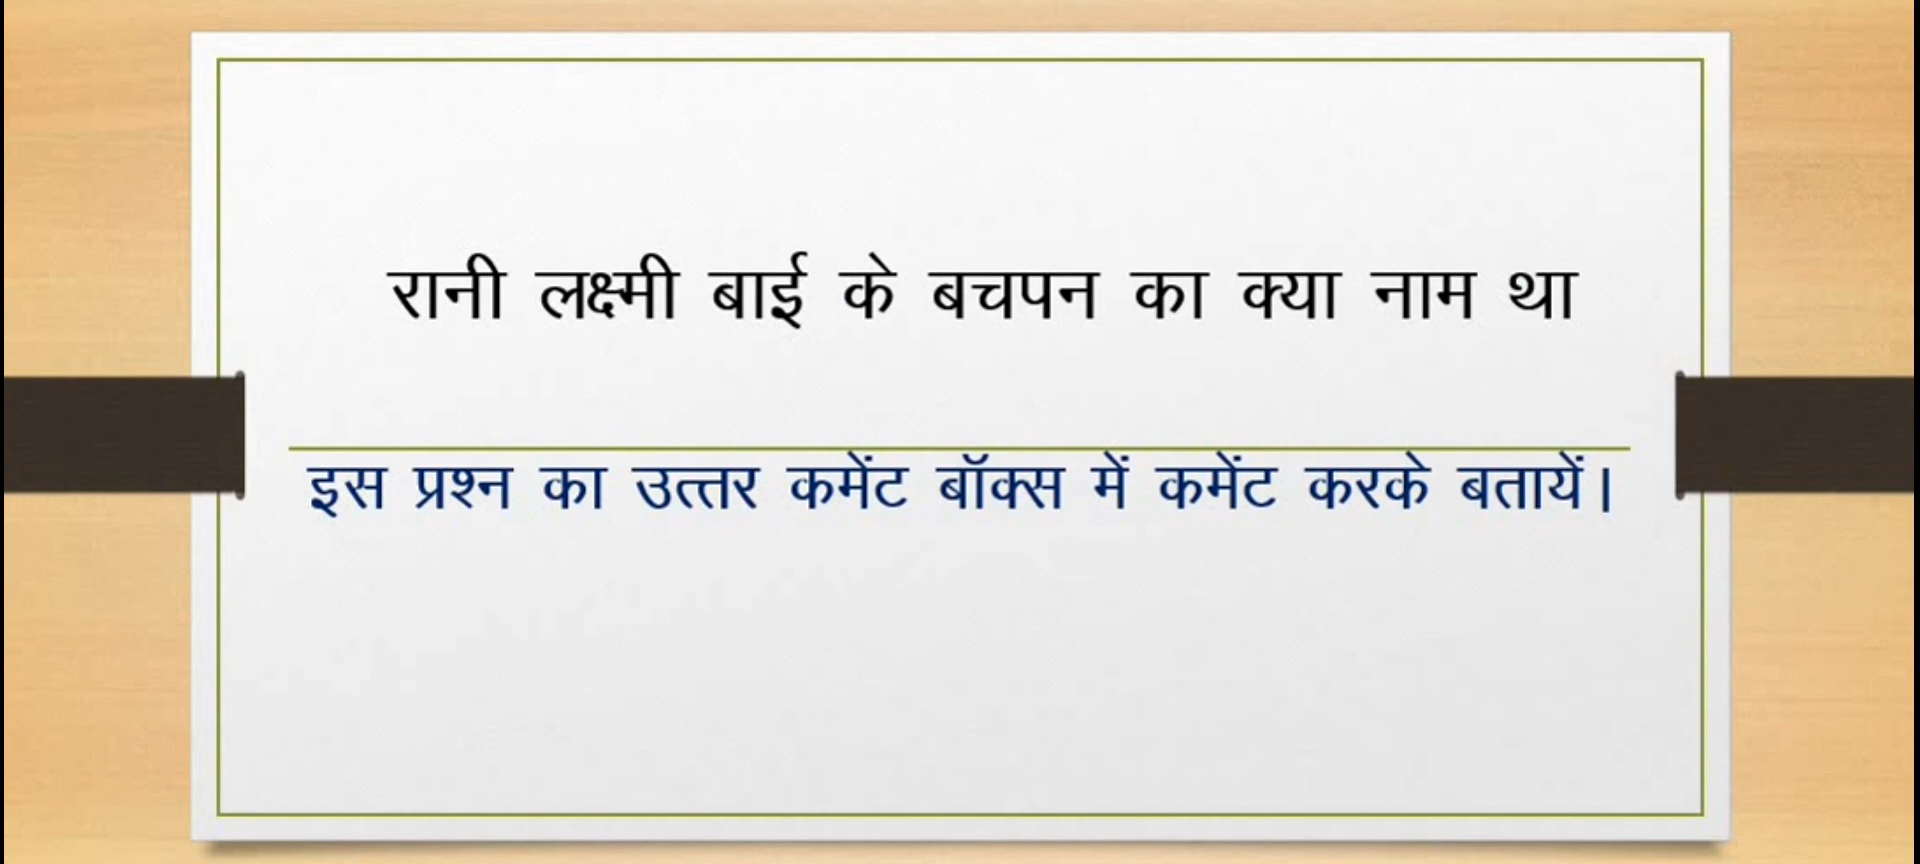 रानी लक्ष्मी बाई के बचपन का क्या नाम था
इस प्रश्न का उत्तर कमेंट बॉक्स में कमेंट करके बतायें।